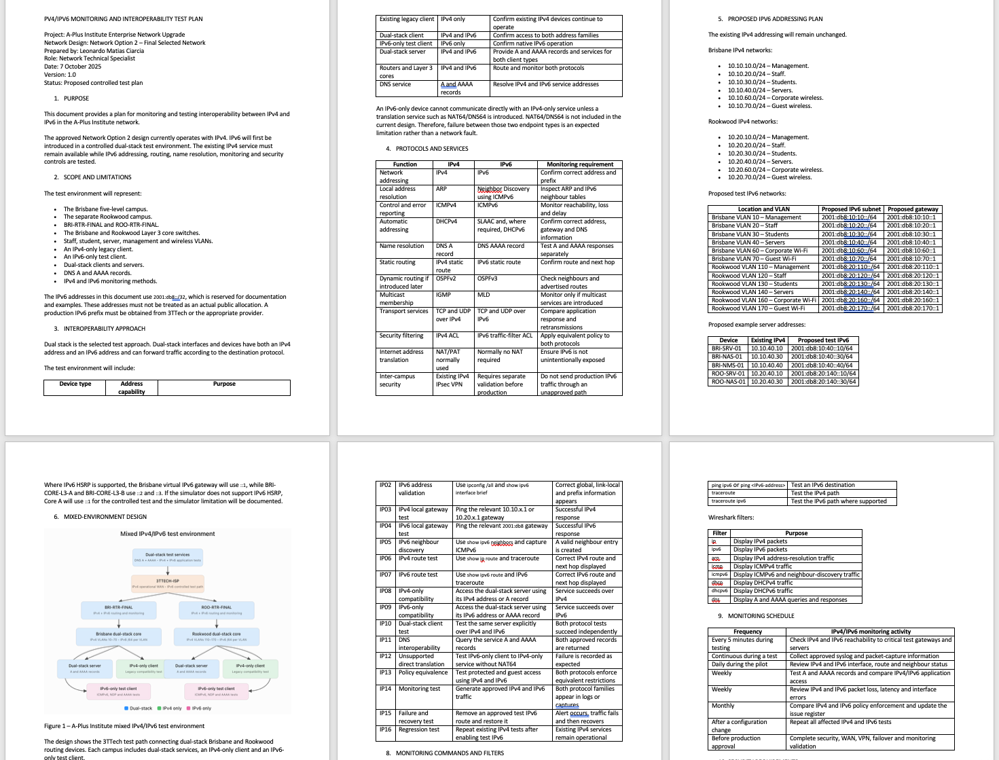 PV4/IPV6 MONITORING AND INTEROPERABILITY TEST PLAN
Project: A-Plus Institute Enterprise Network Upgrade
Network Design: Network Option 2 – Final Selected Network
Prepared by: Leonardo Matias Ciarcia
Role: Network Technical Specialist
Date: 7 October 2025
Version: 1.0
Status: Proposed controlled test plan
1. PURPOSE
This document provides a plan for monitoring and testing interoperability between IPv4 and
IPv6 in the A-Plus Institute network.
The approved Network Option 2 design currently operates with IPv4. IPv6 will first be
introduced in a controlled dual-stack test environment. The existing IPv4 service must
remain available while IPv6 addressing, routing, name resolution, monitoring and security
controls are tested.
2. SCOPE AND LIMITATIONS
The test environment will represent:
• The Brisbane five-level campus.
• The separate Rookwood campus.
• BRI-RTR-FINAL and ROO-RTR-FINAL.
• The Brisbane and Rookwood Layer 3 core switches.
• Staff, student, server, management and wireless VLANs.
• An IPv4-only legacy client.
• An IPv6-only test client.
• Dual-stack clients and servers.
• DNS A and AAAA records.
• IPv4 and IPv6 monitoring methods.
The IPv6 addresses in this document use 2001:db8::/32, which is reserved for documentation
and examples. These addresses must not be treated as an actual public allocation. A
production IPv6 prefix must be obtained from 3TTech or the appropriate provider.
3. INTEROPERABILITY APPROACH
Dual stack is the selected test approach. Dual-stack interfaces and devices have both an IPv4
address and an IPv6 address and can forward traffic according to the destination protocol.
The test environment will include:
Device type Address capability Purpose
Existing legacy client IPv4 only Confirm existing IPv4 devices continue to operate
Dual-stack client IPv4 and IPv6 Confirm access to both address families
IPv6-only test client IPv6 only Confirm native IPv6 operation
Dual-stack server IPv4 and IPv6 Provide A and AAAA records and services for both client types
Routers and Layer 3 cores IPv4 and IPv6 Route and monitor both protocols
DNS service A and AAAA records Resolve IPv4 and IPv6 service addresses
An IPv6-only device cannot communicate directly with an IPv4-only service unless a
translation service such as NAT64/DNS64 is introduced. NAT64/DNS64 is not included in the
current design. Therefore, failure between those two endpoint types is an expected
limitation rather than a network fault.
4. PROTOCOLS AND SERVICES
Function IPv4 IPv6 Monitoring requirement
Network addressing IPv4 IPv6 Confirm correct address and prefix
Local address resolution ARP Neighbor Discovery using ICMPv6 Inspect ARP and IPv6 neighbour tables
Control and error reporting ICMPv4 ICMPv6 Monitor reachability, loss and delay
Automatic addressing DHCPv4 SLAAC and, where required, DHCPv6 Confirm correct address, gateway and DNS information
Name resolution DNS A record DNS AAAA record Test A and AAAA responses separately
Static routing IPv4 static route IPv6 static route Confirm route and next hop
Dynamic routing if introduced later OSPFv2 OSPFv3 Check neighbours and advertised routes
Multicast membership IGMP MLD Monitor only if multicast services are introduced
Transport services TCP and UDP over IPv4 TCP and UDP over IPv6 Compare application response and retransmissions
Security filtering IPv4 ACL IPv6 traffic-filter ACL Apply equivalent policy to both protocols
Internet address translation NAT/PAT normally used Normally no NAT required Ensure IPv6 is not unintentionally exposed
Inter-campus security Existing IPv4 IPsec VPN Requires separate validation before production Do not send production IPv6 traffic through an unapproved path
5. PROPOSED IPV6 ADDRESSING PLAN
The existing IPv4 addressing will remain unchanged.
Brisbane IPv4 networks:
• 10.10.10.0/24 – Management.
• 10.10.20.0/24 – Staff.
• 10.10.30.0/24 – Students.
• 10.10.40.0/24 – Servers.
• 10.10.60.0/24 – Corporate wireless.
• 10.10.70.0/24 – Guest wireless.
Rookwood IPv4 networks:
• 10.20.10.0/24 – Management.
• 10.20.20.0/24 – Staff.
• 10.20.30.0/24 – Students.
• 10.20.40.0/24 – Servers.
• 10.20.60.0/24 – Corporate wireless.
• 10.20.70.0/24 – Guest wireless.
Proposed test IPv6 networks:
Location and VLAN Proposed IPv6 subnet Proposed gateway
Brisbane VLAN 10 – Management 2001:db8:10:10::/64 2001:db8:10:10::1
Brisbane VLAN 20 – Staff 2001:db8:10:20::/64 2001:db8:10:20::1
Brisbane VLAN 30 – Students 2001:db8:10:30::/64 2001:db8:10:30::1
Brisbane VLAN 40 – Servers 2001:db8:10:40::/64 2001:db8:10:40::1
Brisbane VLAN 60 – Corporate Wi-Fi 2001:db8:10:60::/64 2001:db8:10:60::1
Brisbane VLAN 70 – Guest Wi-Fi 2001:db8:10:70::/64 2001:db8:10:70::1
Rookwood VLAN 110 – Management 2001:db8:20:110::/64 2001:db8:20:110::1
Rookwood VLAN 120 – Staff 2001:db8:20:120::/64 2001:db8:20:120::1
Rookwood VLAN 130 – Students 2001:db8:20:130::/64 2001:db8:20:130::1
Rookwood VLAN 140 – Servers 2001:db8:20:140::/64 2001:db8:20:140::1
Rookwood VLAN 160 – Corporate Wi-Fi 2001:db8:20:160::/64 2001:db8:20:160::1
Rookwood VLAN 170 – Guest Wi-Fi 2001:db8:20:170::/64 2001:db8:20:170::1
Proposed example server addresses:
Device Existing IPv4 Proposed test IPv6
BRI-SRV-01 10.10.40.10 2001:db8:10:40::10/64
BRI-NAS-01 10.10.40.30 2001:db8:10:40::30/64
BRI-NMS-01 10.10.40.40 2001:db8:10:40::40/64
ROO-SRV-01 10.20.40.10 2001:db8:20:140::10/64
ROO-NAS-01 10.20.40.30 2001:db8:20:140::30/64
Where IPv6 HSRP is supported, the Brisbane virtual IPv6 gateway will use ::1, while BRI-
CORE-L3-A and BRI-CORE-L3-B use ::2 and ::3. If the simulator does not support IPv6 HSRP,
Core A will use ::1 for the controlled test and the simulator limitation will be documented.
6. MIXED-ENVIRONMENT DESIGN
Mixed IPv4/IPv6 test environment
Dual-stack test services
DNS A + AAAA · IPv4 + IPv6 application tests
3TTECH-ISP
IPv4 operational WAN · IPv6 controlled test path
BRI-RTR-FINAL
IPv4 + IPv6 routing and monitoring
ROO-RTR-FINAL
IPv4 + IPv6 routing and monitoring
Brisbane dual-stack core
IPv4 VLANs 10–70 · IPv6 /64 per VLAN
Rookwood dual-stack core
IPv4 VLANs 110–170 · IPv6 /64 per VLAN
Dual-stack server
A and AAAA records
IPv4-only client
Legacy compatibility test
Dual-stack server
A and AAAA records
IPv4-only client
Legacy compatibility test
IPv6-only test client
ICMPv6, NDP and AAAA tests
IPv6-only test client
ICMPv6, NDP and AAAA tests
Dual-stack IPv4 only IPv6 only
Figure 1 – A-Plus Institute mixed IPv4/IPv6 test environment
The design shows the 3TTech test path connecting dual-stack Brisbane and Rookwood
routing devices. Each campus includes dual-stack services, an IPv4-only client and an IPv6-
only test client.
IP02 IPv6 address validation Use ipconfig /all and show ipv6 interface brief Correct global, link-local and prefix information appears
IP03 IPv4 local gateway test Ping the relevant 10.10.x.1 or 10.20.x.1 gateway Successful IPv4 response
IP04 IPv6 local gateway test Ping the relevant 2001:db8 gateway Successful IPv6 response
IP05 IPv6 neighbour discovery Use show ipv6 neighbors and capture ICMPv6 A valid neighbour entry is created
IP06 IPv4 route test Use show ip route and traceroute Correct IPv4 route and next hop displayed
IP07 IPv6 route test Use show ipv6 route and IPv6 traceroute Correct IPv6 route and next hop displayed
IP08 IPv4-only compatibility Access the dual-stack server using its IPv4 address or A record Service succeeds over IPv4
IP09 IPv6-only compatibility Access the dual-stack server using its IPv6 address or AAAA record Service succeeds over IPv6
IP10 Dual-stack client test Test the same server explicitly over IPv4 and IPv6 Both protocol tests succeed independently
IP11 DNS interoperability Query the service A and AAAA records Both approved records are returned
IP12 Unsupported direct translation Test IPv6-only client to IPv4-only service without NAT64 Failure is recorded as expected
IP13 Policy equivalence Test protected and guest access using IPv4 and IPv6 Both protocols enforce equivalent restrictions
IP14 Monitoring test Generate approved IPv4 and IPv6 traffic Both protocol families appear in logs or captures
IP15 Failure and recovery test Remove an approved test IPv6 route and restore it Alert occurs, traffic fails and then recovers
IP16 Regression test Repeat existing IPv4 tests after enabling test IPv6 Existing IPv4 services remain operational
8. MONITORING COMMANDS AND FILTERS
ping ipv6 or ping <IPv6-address> Test an IPv6 destination
traceroute Test the IPv4 path
traceroute ipv6 Test the IPv6 path where supported
Wireshark filters:
Filter Purpose
ip Display IPv4 packets
ipv6 Display IPv6 packets
arp Display IPv4 address-resolution traffic
icmp Display ICMPv4 traffic
icmpv6 Display ICMPv6 and neighbour-discovery traffic
dhcp Display DHCPv4 traffic
dhcpv6 Display DHCPv6 traffic
dns Display A and AAAA queries and responses
9. MONITORING SCHEDULE
Frequency IPv4/IPv6 monitoring activity
Every 5 minutes during testing Check IPv4 and IPv6 reachability to critical test gateways and servers
Continuous during a test Collect approved syslog and packet-capture information
Daily during the pilot Review IPv4 and IPv6 interface, route and neighbour status
Weekly Test A and AAAA records and compare IPv4/IPv6 application access
Weekly Review IPv4 and IPv6 packet loss, latency and interface errors
Monthly Compare IPv4 and IPv6 policy enforcement and update the issue register
After a configuration change Repeat all affected IPv4 and IPv6 tests
Before production approval Complete security, WAN, VPN, failover and monitoring validation